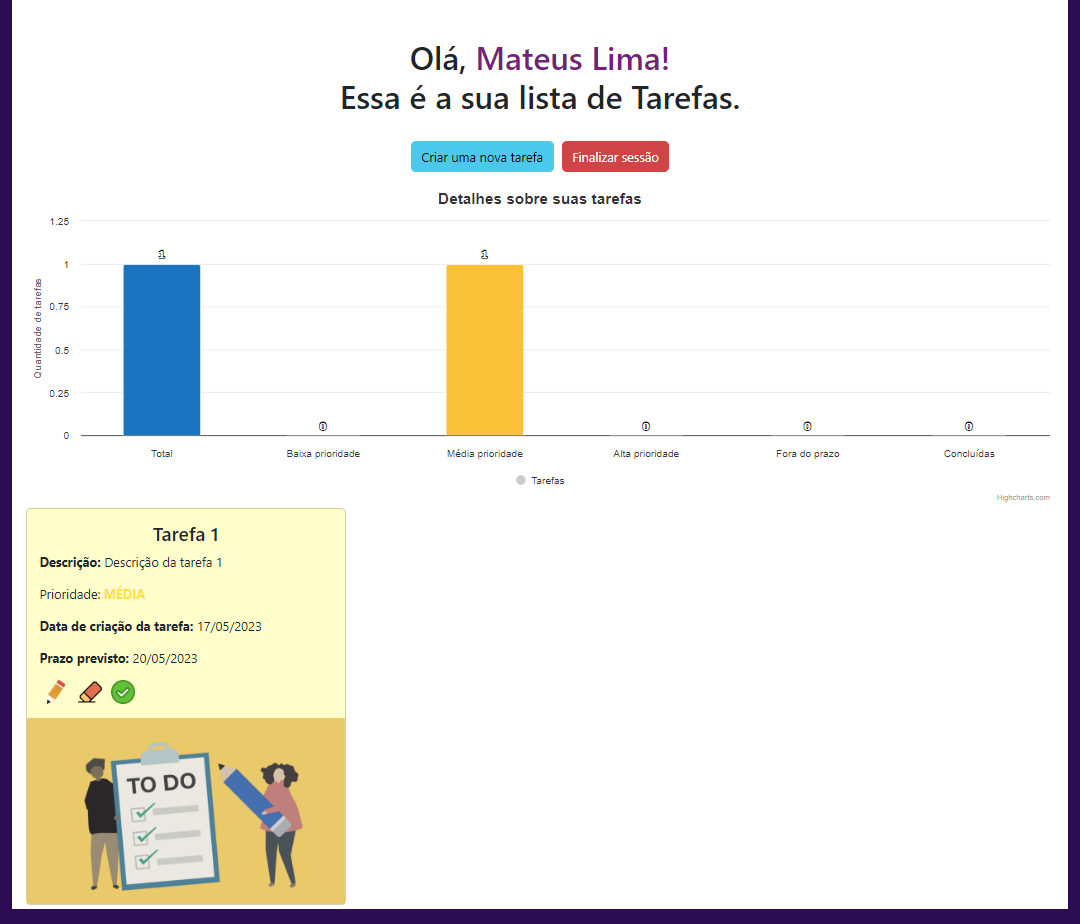 Olá, Mateus Lima!
Essa é a sua lista de Tarefas.
Criar uma nova tarefa Finalizar sessão
Detalhes sobre suas tarefas
Quantidade de tarefas
1.25
1
0.75
0.5
0.25
0
1 0 1 0 0 0
Total Baixa prioridade Média prioridade Alta prioridade Fora do prazo Concluídas
Tarefas
Highcharts.com
Tarefa 1
Descrição: Descrição da tarefa 1
Prioridade: MÉDIA
Data de criação da tarefa: 17/05/2023
Prazo previsto: 20/05/2023
TO DO